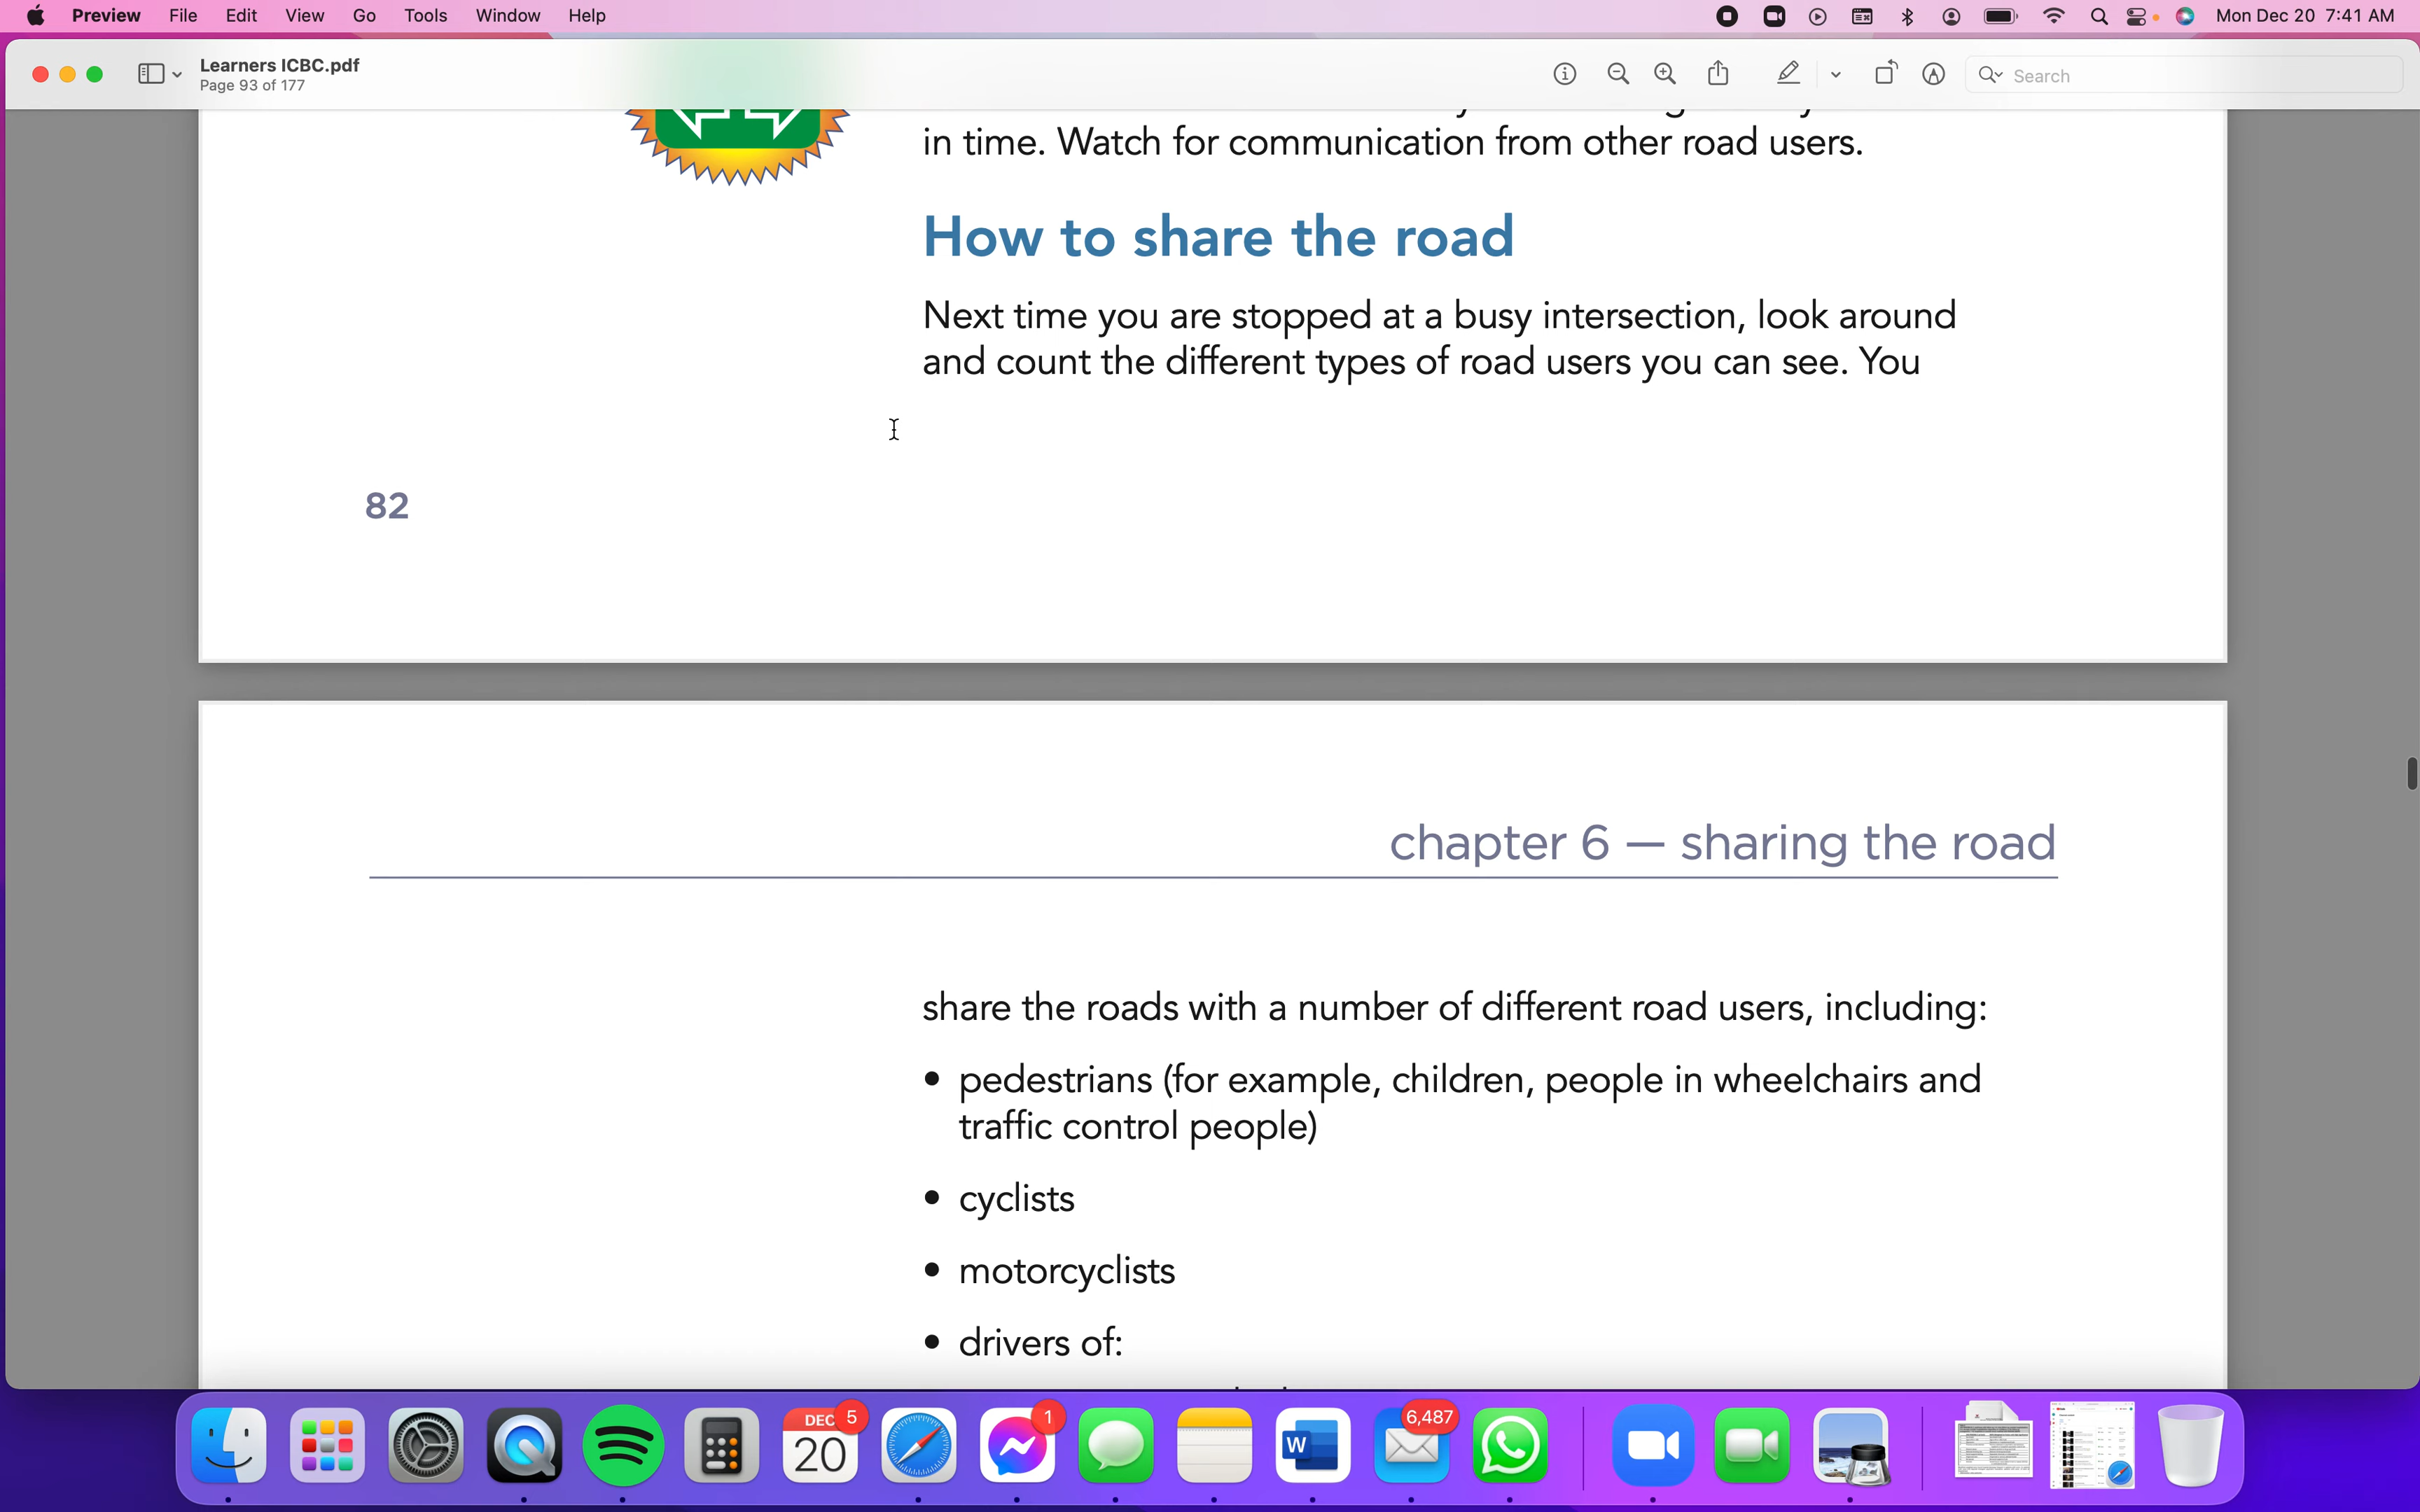 Preview File Edit View Go Tools Window Help Mon Dec 20 7:41 AM
Learners ICBC.pdf
Page 93 of 177
Search
in time. Watch for communication from other road users.
How to share the road
Next time you are stopped at a busy intersection, look around
and count the different types of road users you can see. You
82
chapter 6 — sharing the road
share the roads with a number of different road users, including:
• pedestrians (for example, children, people in wheelchairs and
traffic control people)
• cyclists
• motorcyclists
• drivers of:
DEC 5 1 6,487
20 W